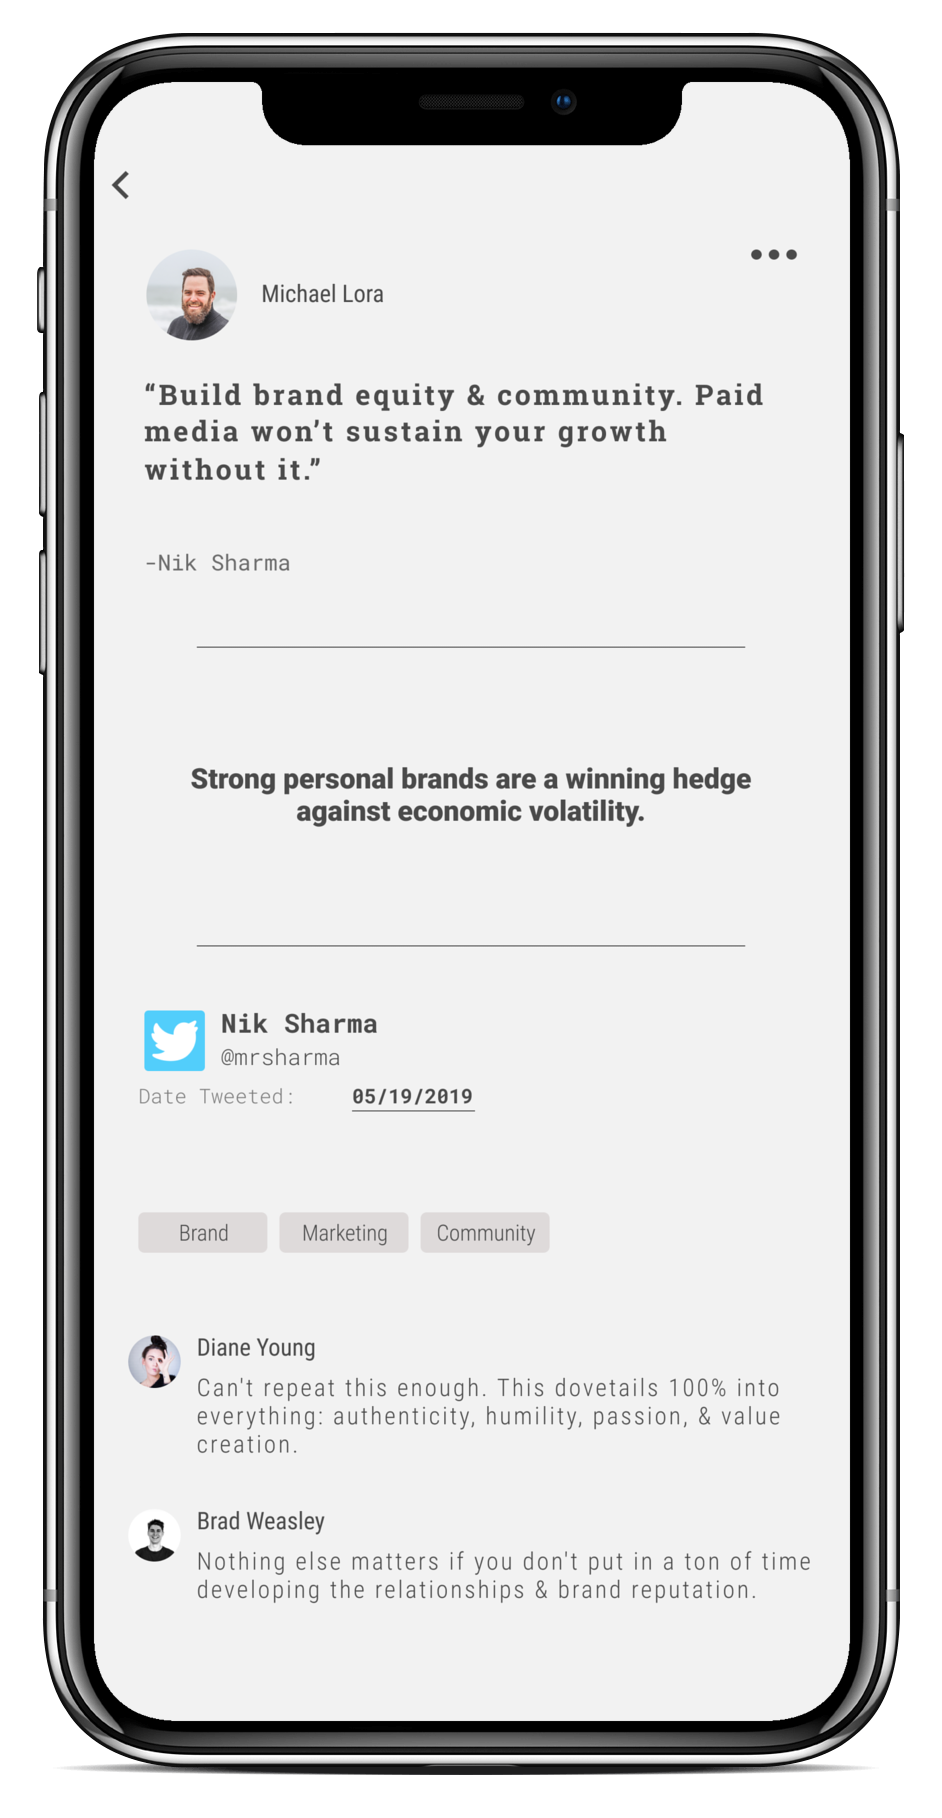 Michael Lora
“Build brand equity & community. Paid
media won’t sustain your growth
without it.”
-Nik Sharma
Strong personal brands are a winning hedge
against economic volatility.
Nik Sharma
@mrsharma
Date Tweeted: 05/19/2019
Brand Marketing Community
Diane Young
Can't repeat this enough. This dovetails 100% into
everything: authenticity, humility, passion, & value
creation.
Brad Weasley
Nothing else matters if you don't put in a ton of time
developing the relationships & brand reputation.